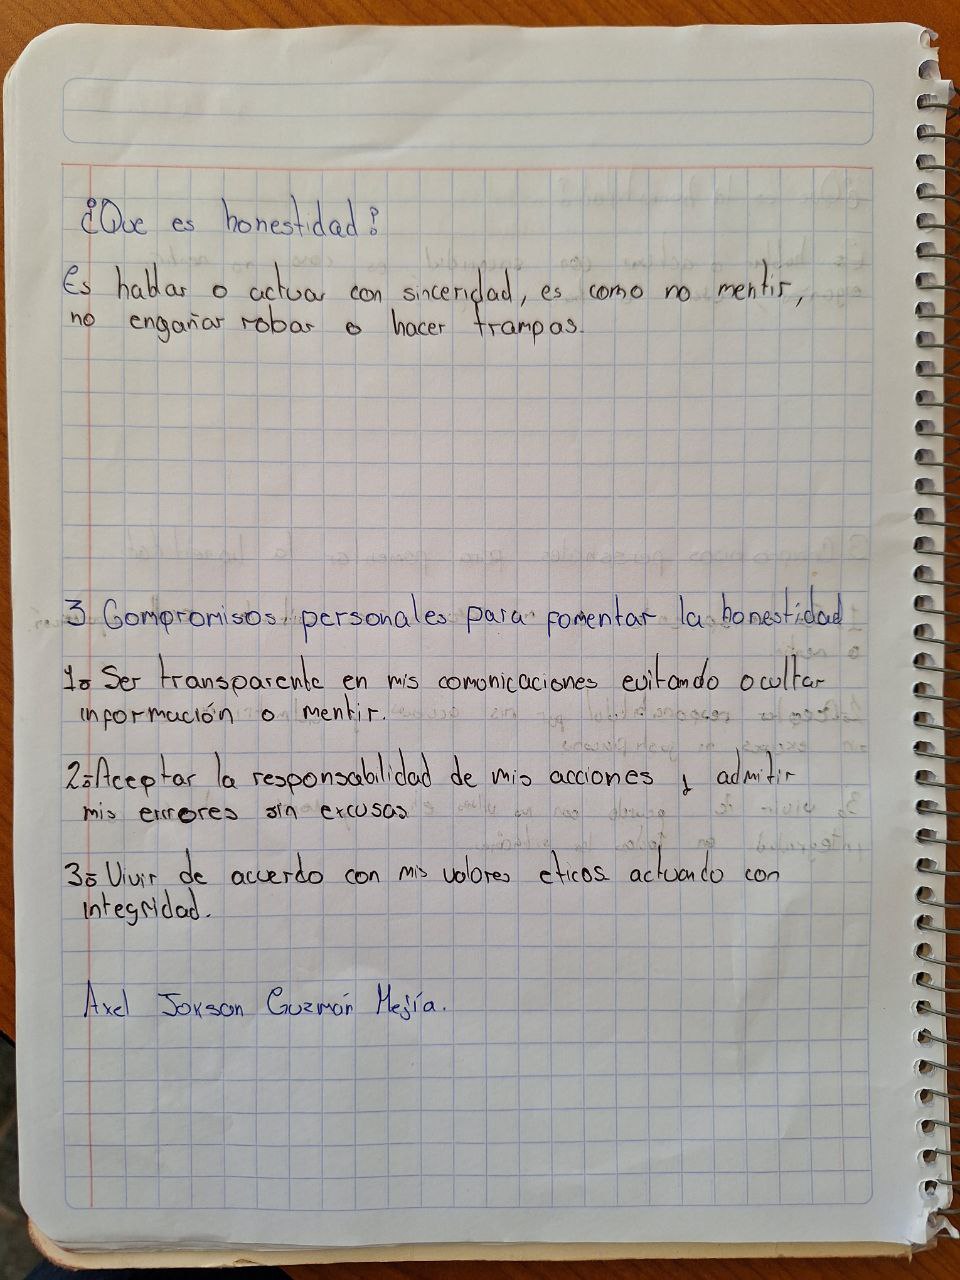 ¿Que es honestidad?
Es hablar o actuar con sinceridad, es como no mentir,
no engañar robar o hacer trampas.
3 Compromisos personales para fomentar la honestidad
1o Ser transparente en mis comonicaciones evitando ocultar
información o mentir.
2o Aceptar la responsabilidad de mis acciones y admitir
mis errores sin excusas
3o Vivir de acuerdo con mis valores eticos actuando con
integridad.
Axel Joxson Guzmán Mejía.